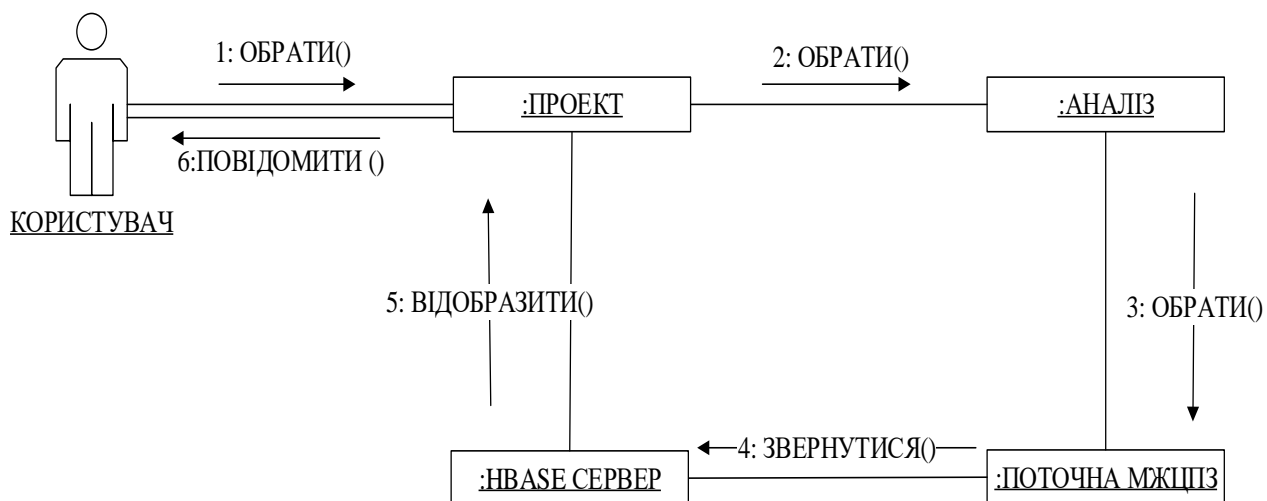 1: ОБРАТИ()
2: ОБРАТИ()
:ПРОЕКТ
:АНАЛІЗ
6:ПОВІДОМИТИ ()
КОРИСТУВАЧ
5: ВІДОБРАЗИТИ()
3: ОБРАТИ()
4: ЗВЕРНУТИСЯ()
:HBASE СЕРВЕР
:ПОТОЧНА МЖЦПЗ